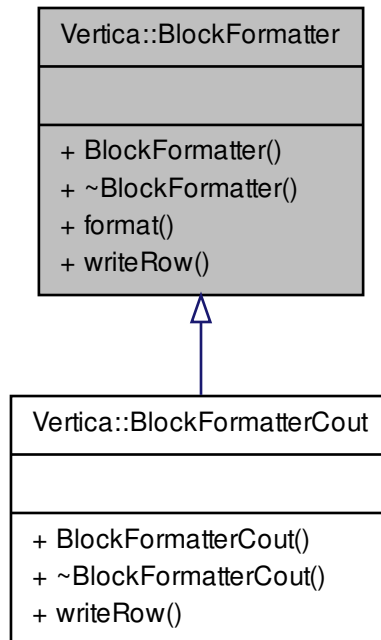 Vertica::BlockFormatter
+ BlockFormatter()
+ ~BlockFormatter()
+ format()
+ writeRow()
Vertica::BlockFormatterCout
+ BlockFormatterCout()
+ ~BlockFormatterCout()
+ writeRow()